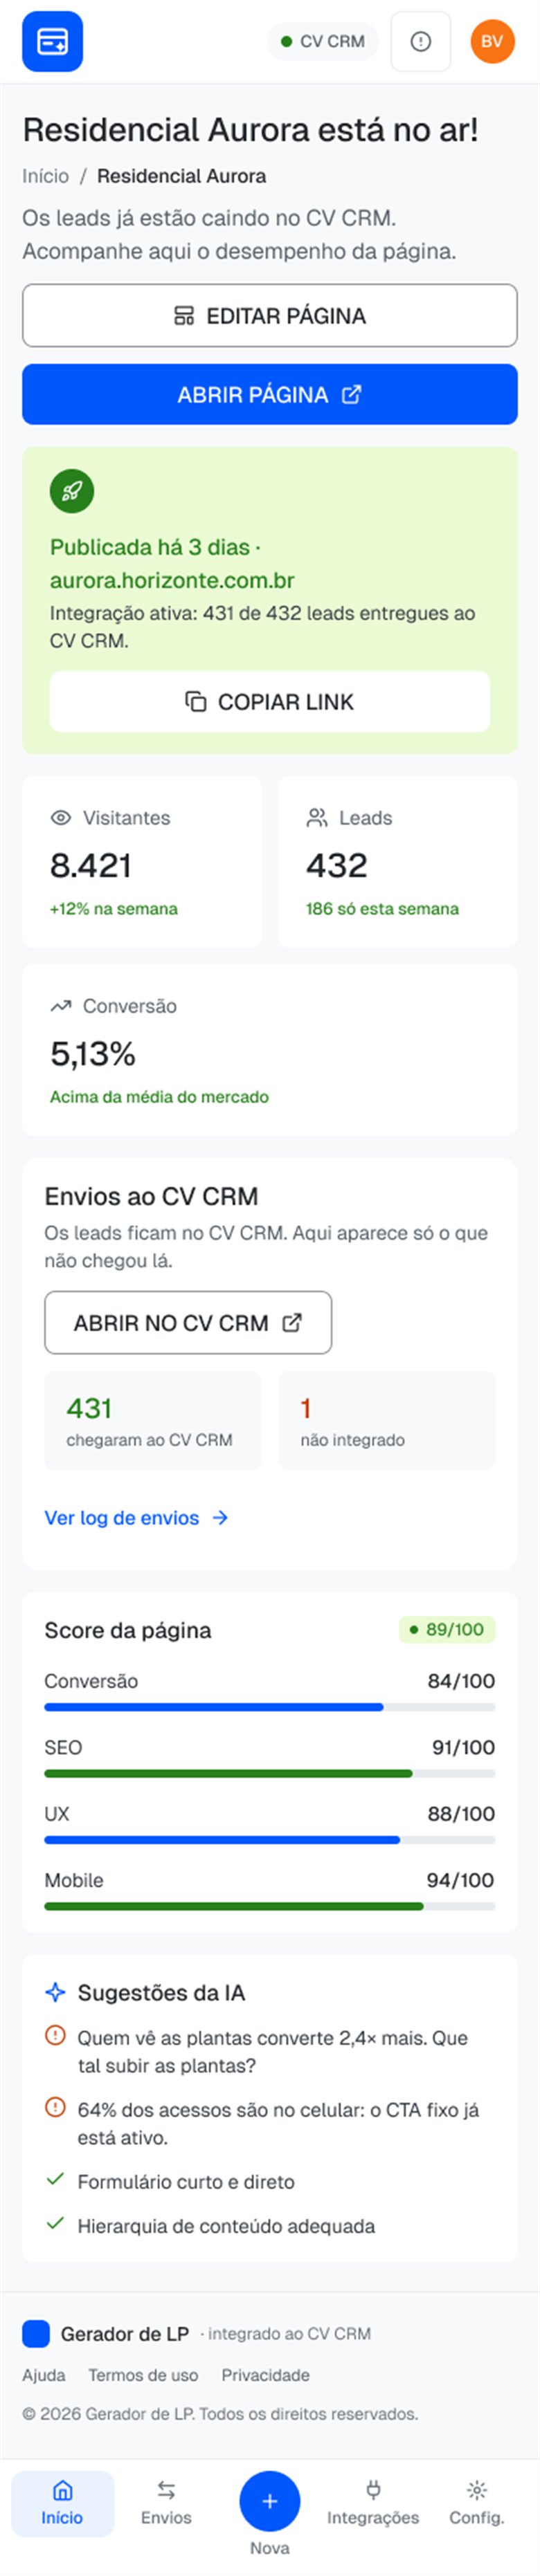 CV CRM
BV
Residencial Aurora está no ar!
Início / Residencial Aurora
Os leads já estão caindo no CV CRM.
Acompanhe aqui o desempenho da página.
EDITAR PÁGINA
ABRIR PÁGINA
Publicada há 3 dias ·
aurora.horizonte.com.br
Integração ativa: 431 de 432 leads entregues ao
CV CRM.
COPIAR LINK
Visitantes
8.421
+12% na semana
Leads
432
186 só esta semana
Conversão
5,13%
Acima da média do mercado
Envios ao CV CRM
Os leads ficam no CV CRM. Aqui aparece só o que
não chegou lá.
ABRIR NO CV CRM
431
chegaram ao CV CRM
1
não integrado
Ver log de envios →
Score da página
89/100
Conversão 84/100
SEO 91/100
UX 88/100
Mobile 94/100
Sugestões da IA
Quem vê as plantas converte 2,4× mais. Que
tal subir as plantas?
64% dos acessos são no celular: o CTA fixo já
está ativo.
Formulário curto e direto
Hierarquia de conteúdo adequada
Gerador de LP · integrado ao CV CRM
Ajuda Termos de uso Privacidade
© 2026 Gerador de LP. Todos os direitos reservados.
Início
Envios
Nova
Integrações
Config.